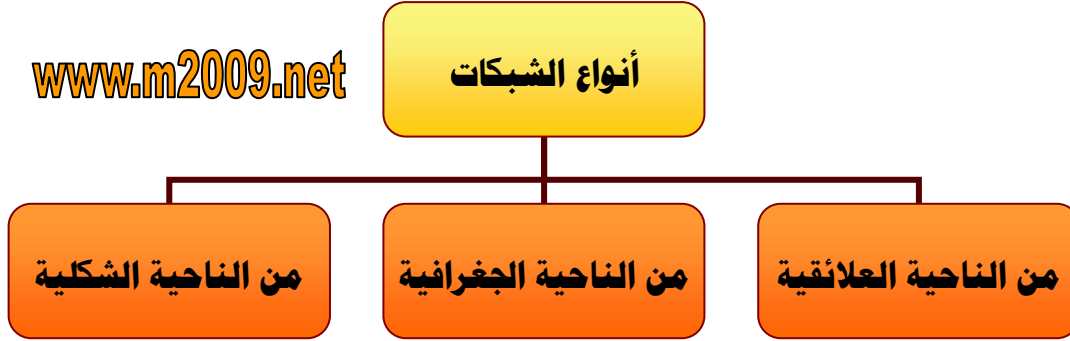 www.m2009.net
أنواع الشبكات
من الناحية العلائقية
من الناحية الجغرافية
من الناحية الشكلية